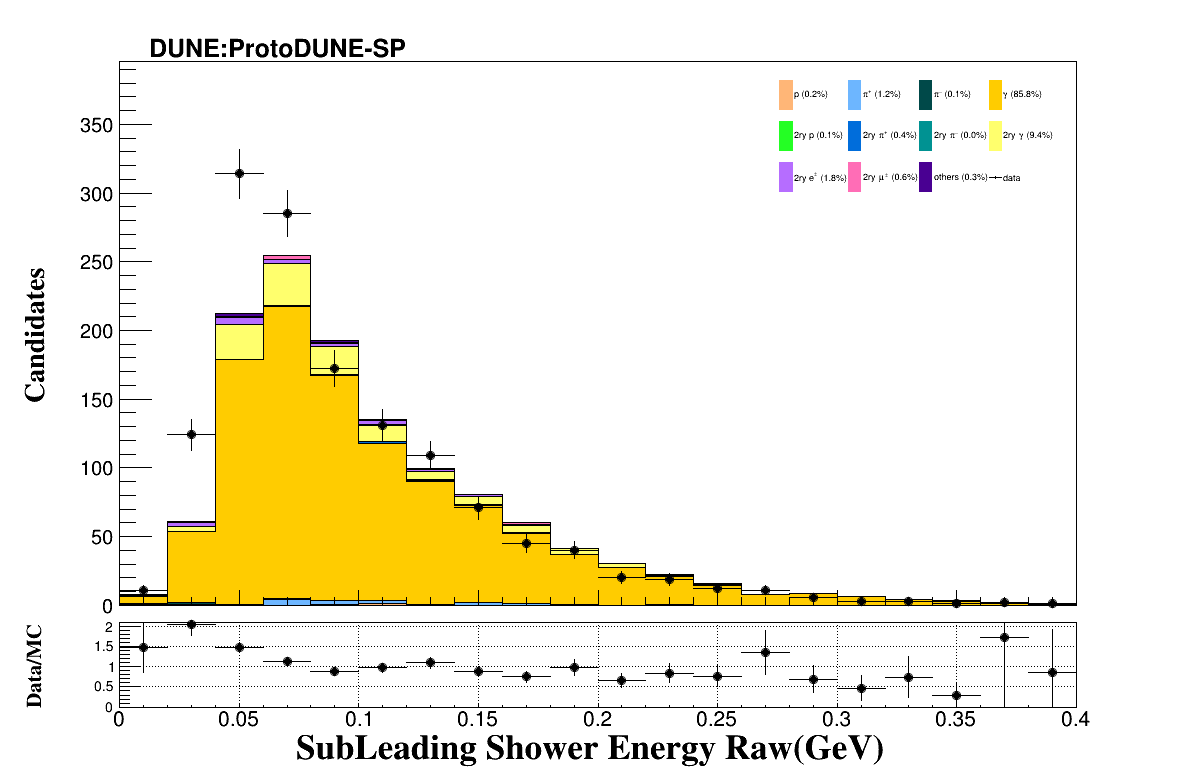 DUNE:ProtoDUNE-SP
p (0.2%) π⁺ (1.2%) π⁻ (0.1%) γ (85.8%)
2ry p (0.1%) 2ry π⁺ (0.4%) 2ry π⁻ (0.0%) 2ry γ (9.4%)
2ry e± (1.8%) 2ry μ± (0.6%) others (0.3%) data
Candidates
350
300
250
200
150
100
50
0
Data/MC
2
1.5
1
0.5
0
0 0.05 0.1 0.15 0.2 0.25 0.3 0.35 0.4
SubLeading Shower Energy Raw(GeV)